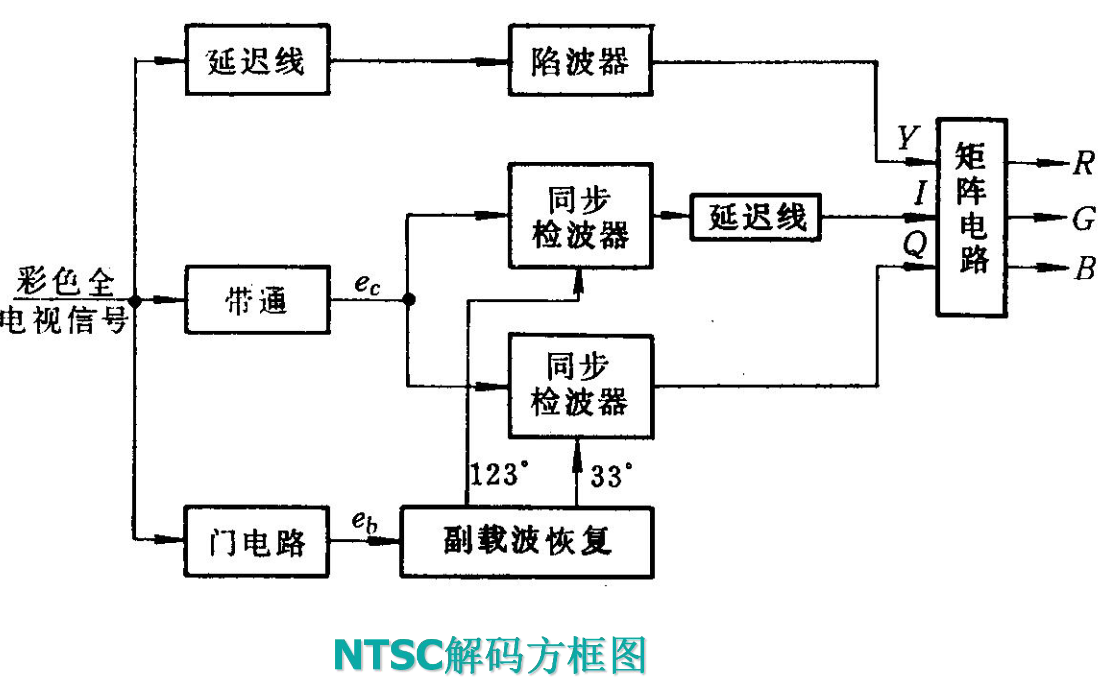 延迟线
陷波器
Y
矩阵电路
R
同步
检波器
延迟线
I
G
Q
B
彩色全
电视信号
带通
e_c
同步
检波器
123°
33°
门电路
e_b
副载波恢复
NTSC解码方框图